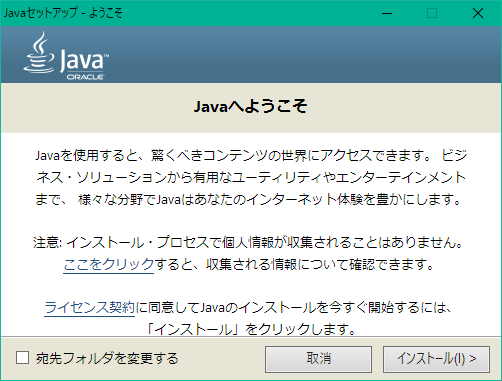 Javaセットアップ - ようこそ
Java™
ORACLE
Javaへようこそ
Javaを使用すると、驚くべきコンテンツの世界にアクセスできます。 ビジ
ネス・ソリューションから有用なユーティリティやエンターテインメント
まで、 様々な分野でJavaはあなたのインターネット体験を豊かにします。
注意: インストール・プロセスで個人情報が収集されることはありません。
ここをクリックすると、収集される情報について確認できます。
ライセンス契約に同意してJavaのインストールを今すぐ開始するには、
「インストール」をクリックします。
宛先フォルダを変更する
取消
インストール(I) >